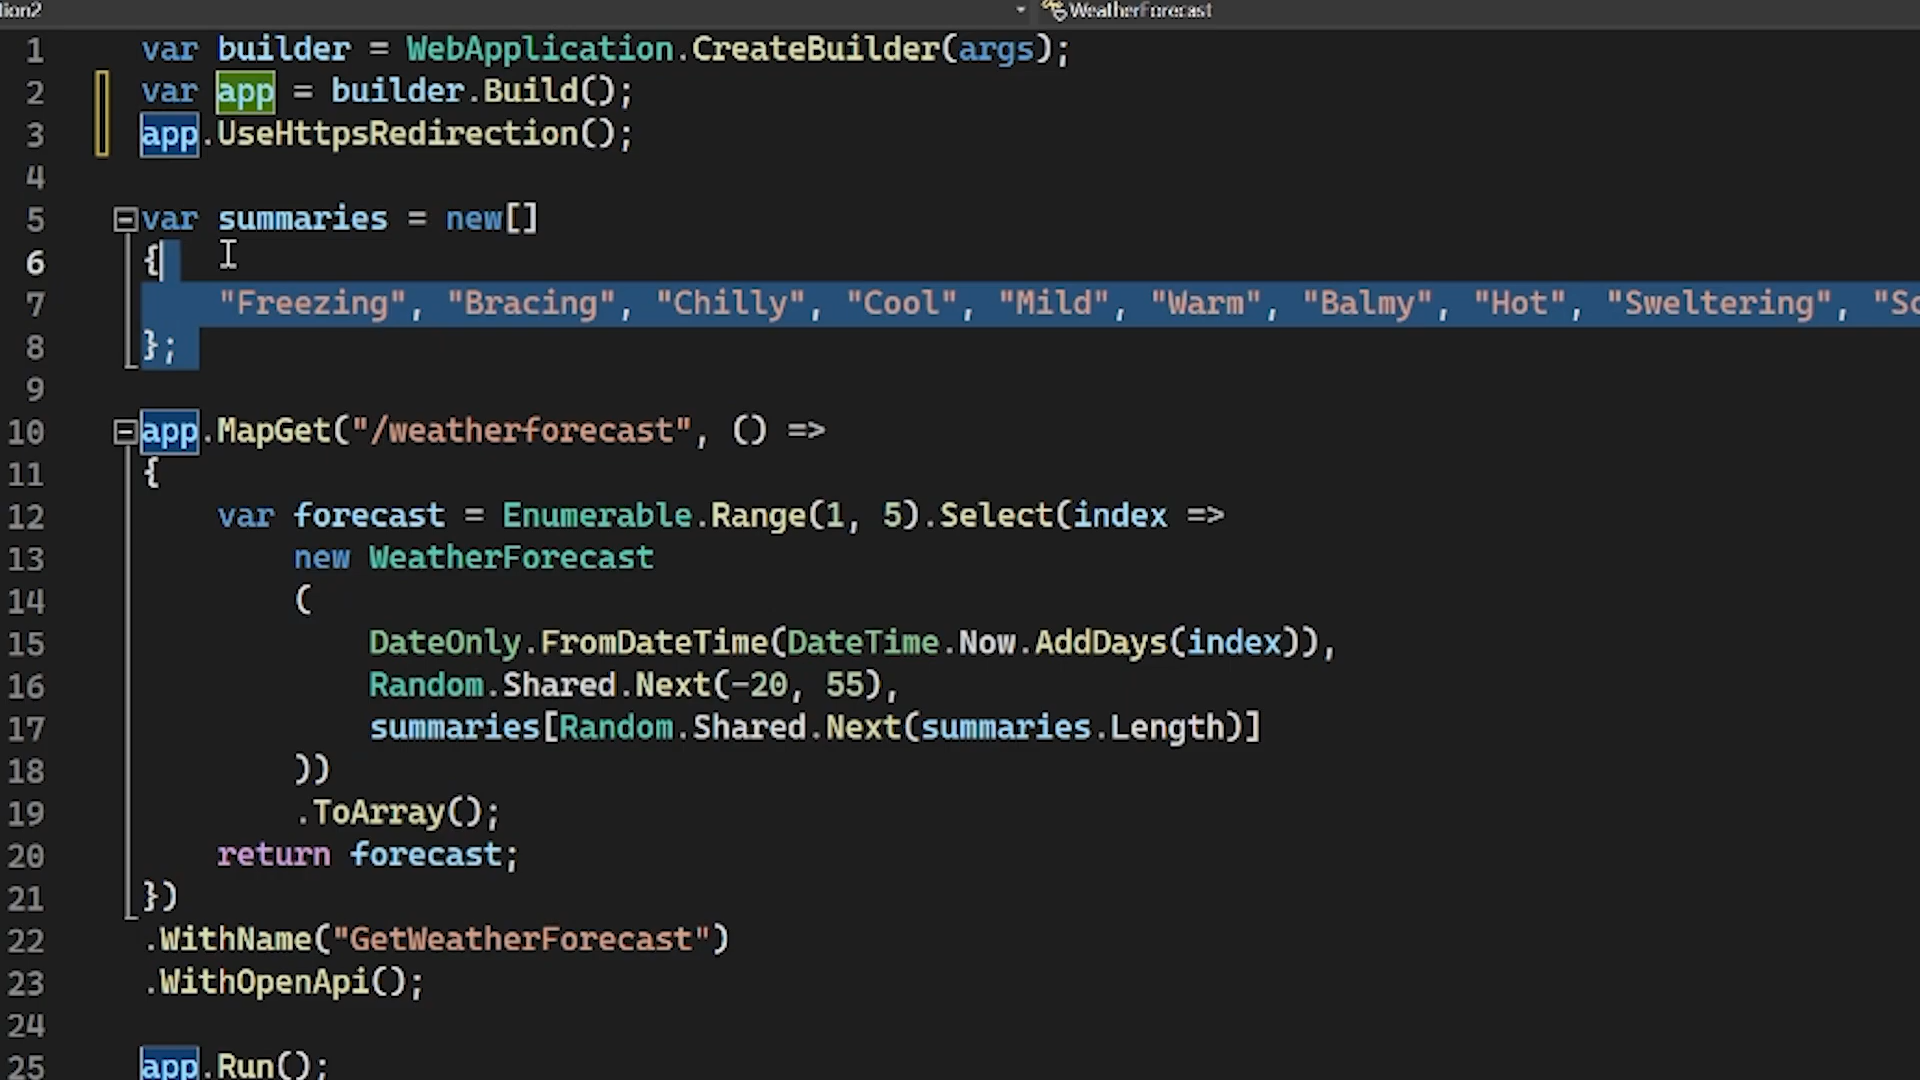 tion2 WeatherForecast
1 var builder = WebApplication.CreateBuilder(args);
2 var app = builder.Build();
3 app.UseHttpsRedirection();
4
5 var summaries = new[]
6 {
7 "Freezing", "Bracing", "Chilly", "Cool", "Mild", "Warm", "Balmy", "Hot", "Sweltering", "Sc
8 };
9
10 app.MapGet("/weatherforecast", () =>
11 {
12 var forecast = Enumerable.Range(1, 5).Select(index =>
13 new WeatherForecast
14 (
15 DateOnly.FromDateTime(DateTime.Now.AddDays(index)),
16 Random.Shared.Next(-20, 55),
17 summaries[Random.Shared.Next(summaries.Length)]
18 ))
19 .ToArray();
20 return forecast;
21 })
22 .WithName("GetWeatherForecast")
23 .WithOpenApi();
24
25 app.Run();